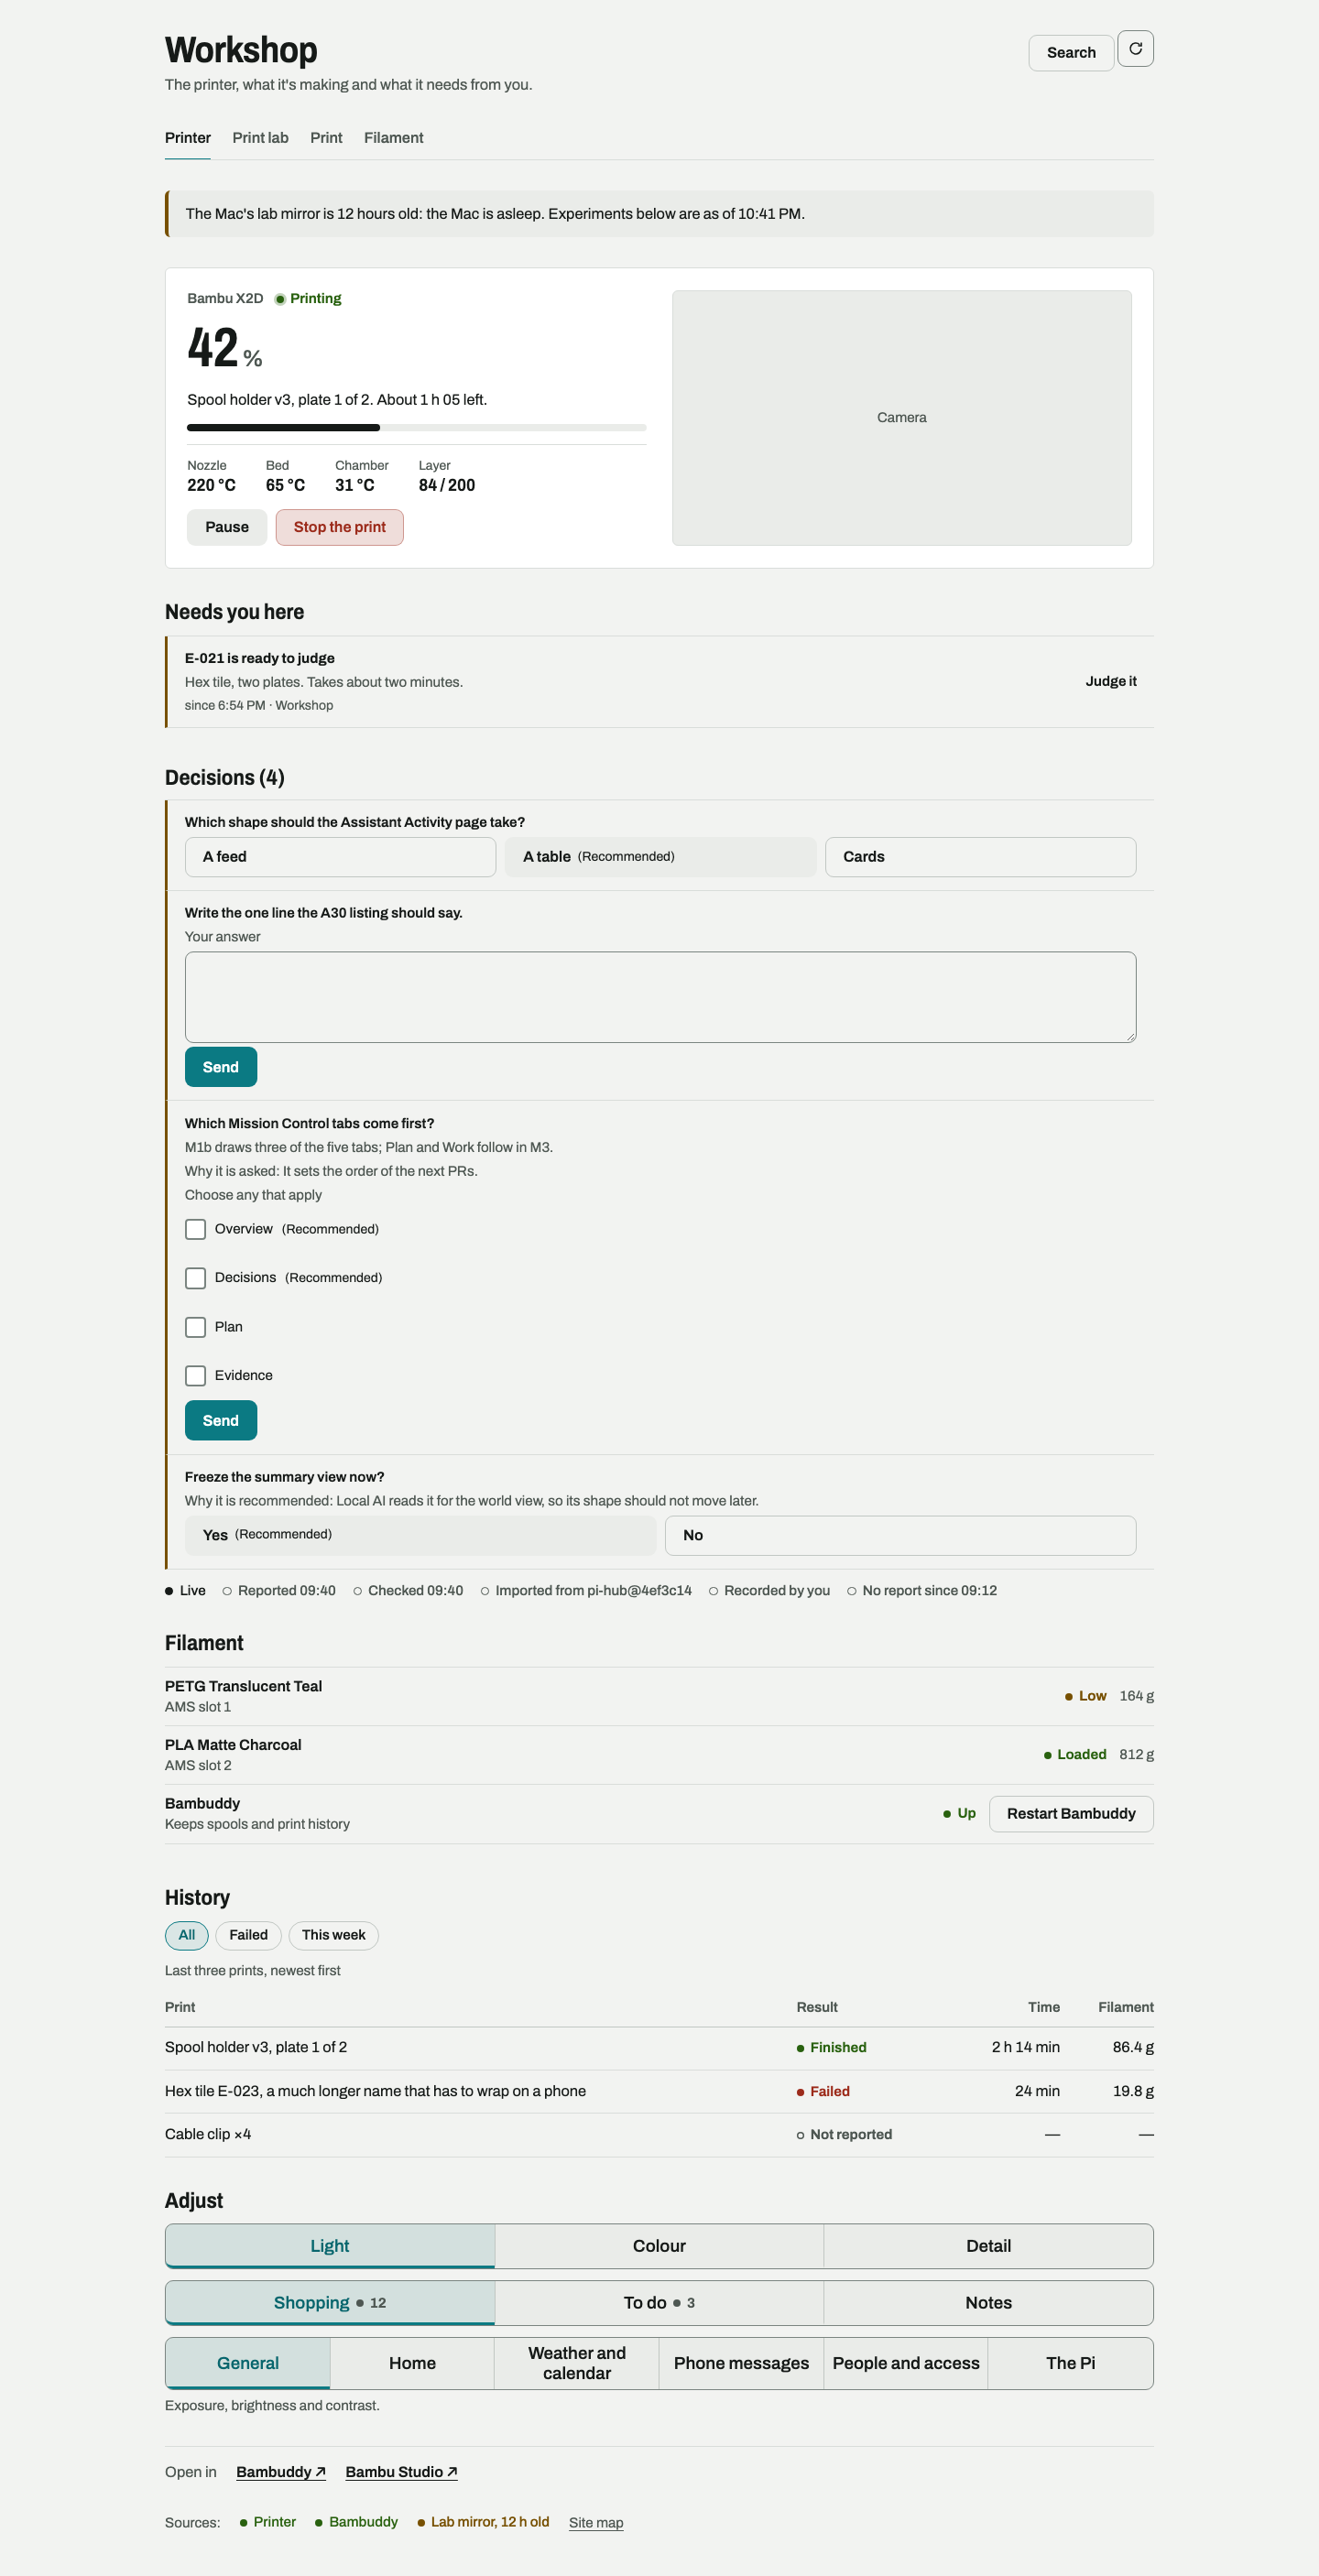 Workshop
Search
The printer, what it's making and what it needs from you.
Printer Print lab Print Filament
The Mac's lab mirror is 12 hours old: the Mac is asleep. Experiments below are as of 10:41 PM.
Bambu X2D Printing
42 %
Spool holder v3, plate 1 of 2. About 1 h 05 left.
Camera
Nozzle Bed Chamber Layer
220 °C 65 °C 31 °C 84 / 200
Pause Stop the print
Needs you here
E-021 is ready to judge
Hex tile, two plates. Takes about two minutes.
Judge it
since 6:54 PM · Workshop
Decisions (4)
Which shape should the Assistant Activity page take?
A feed A table (Recommended) Cards
Write the one line the A30 listing should say.
Your answer
Send
Which Mission Control tabs come first?
M1b draws three of the five tabs; Plan and Work follow in M3.
Why it is asked: It sets the order of the next PRs.
Choose any that apply
Overview (Recommended)
Decisions (Recommended)
Plan
Evidence
Send
Freeze the summary view now?
Why it is recommended: Local AI reads it for the world view, so its shape should not move later.
Yes (Recommended) No
Live Reported 09:40 Checked 09:40 Imported from pi-hub@4ef3c14 Recorded by you No report since 09:12
Filament
PETG Translucent Teal
AMS slot 1
Low 164 g
PLA Matte Charcoal
AMS slot 2
Loaded 812 g
Bambuddy
Keeps spools and print history
Up Restart Bambuddy
History
All Failed This week
Last three prints, newest first
Print Result Time Filament
Spool holder v3, plate 1 of 2 Finished 2 h 14 min 86.4 g
Hex tile E-023, a much longer name that has to wrap on a phone Failed 24 min 19.8 g
Cable clip ×4 Not reported — —
Adjust
Light Colour Detail
Shopping 12 To do 3 Notes
General Home Weather and calendar Phone messages People and access The Pi
Exposure, brightness and contrast.
Open in Bambuddy ↗ Bambu Studio ↗
Sources: Printer Bambuddy Lab mirror, 12 h old Site map